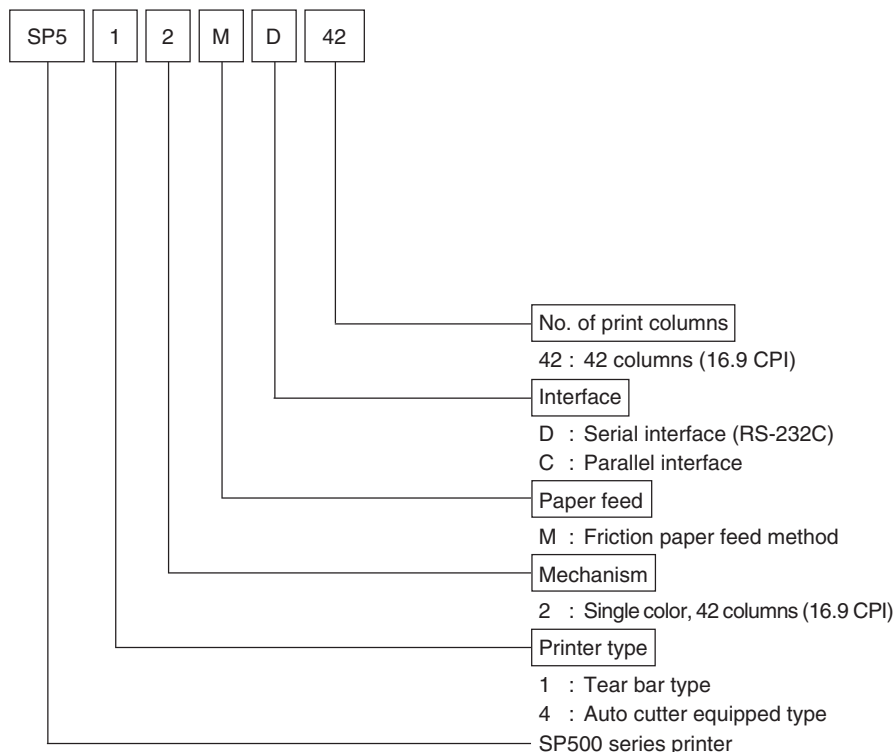 SP5 1 2 M D 42
No. of print columns
42 : 42 columns (16.9 CPI)
Interface
D : Serial interface (RS-232C)
C : Parallel interface
Paper feed
M : Friction paper feed method
Mechanism
2 : Single color, 42 columns (16.9 CPI)
Printer type
1 : Tear bar type
4 : Auto cutter equipped type
SP500 series printer